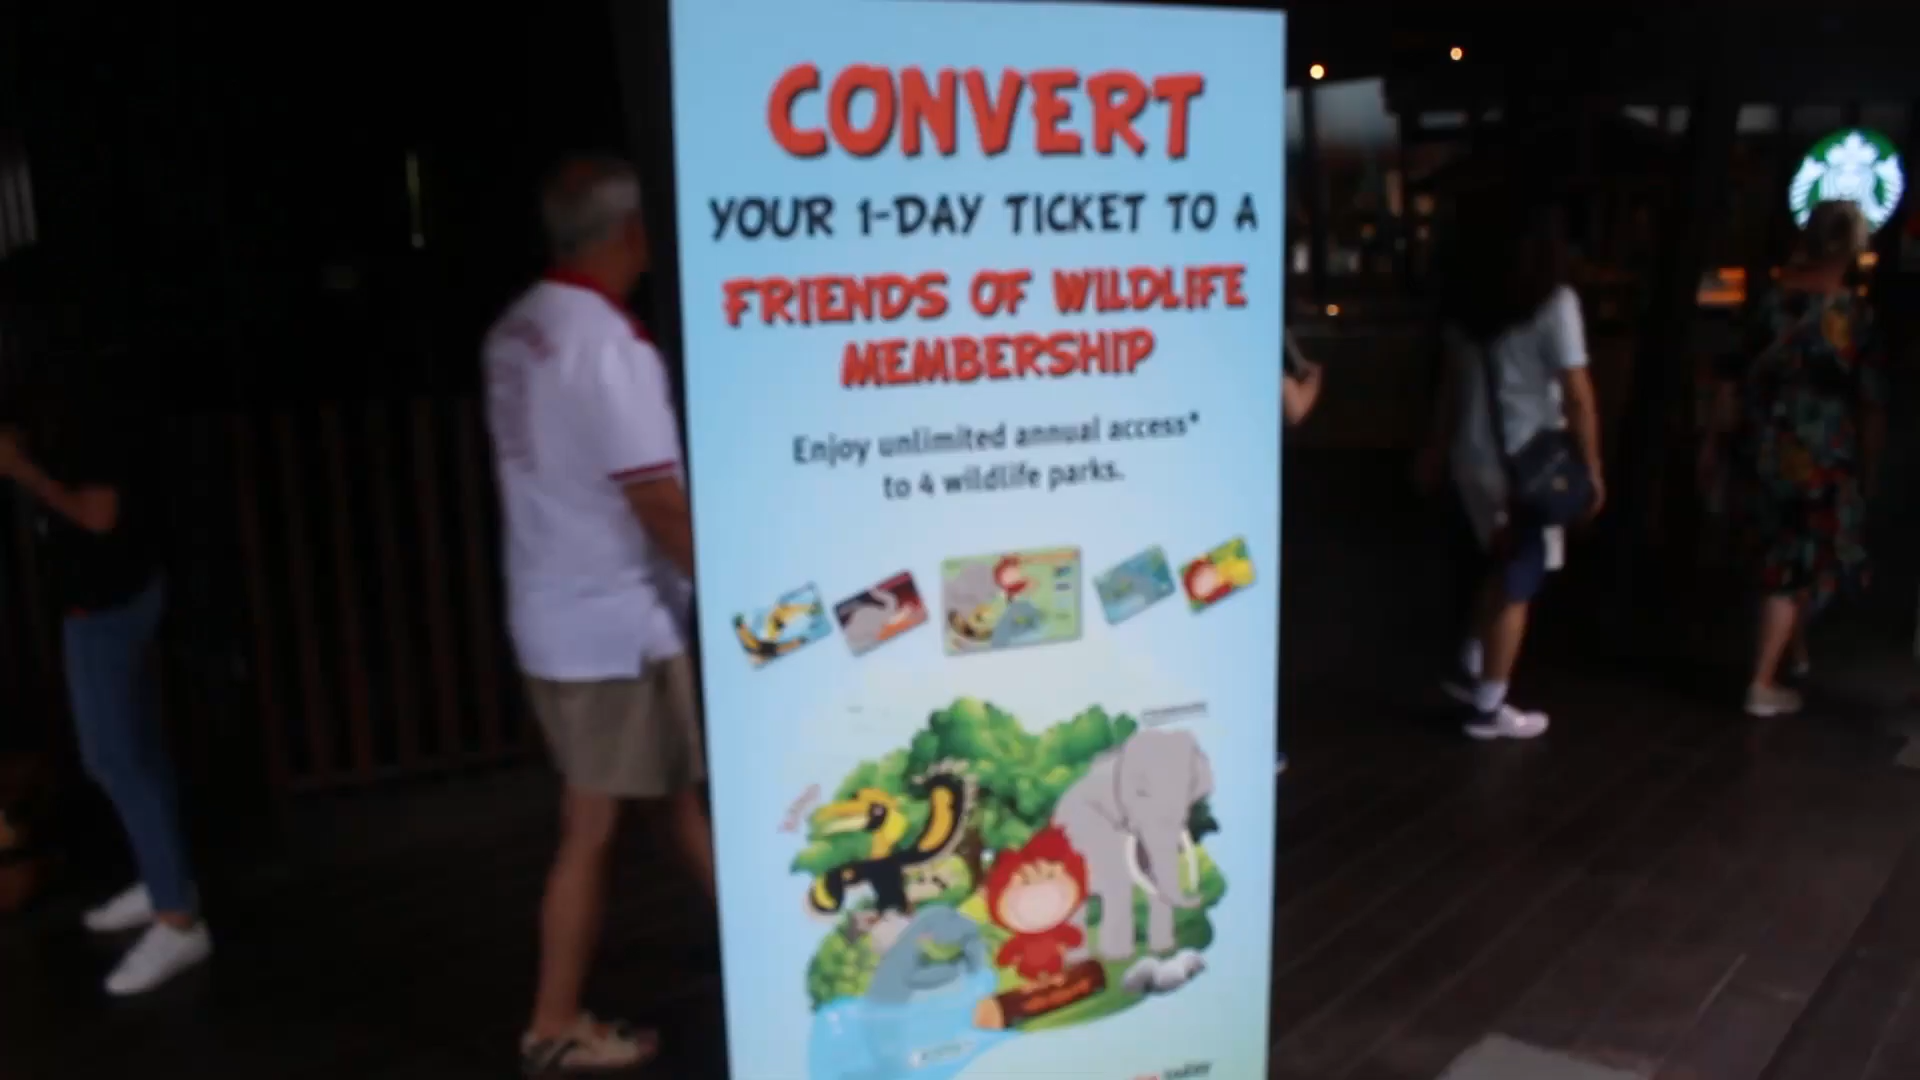 CONVERT
YOUR 1-DAY TICKET TO A
FRIENDS OF WILDLIFE
MEMBERSHIP
Enjoy unlimited annual access*
to 4 wildlife parks.